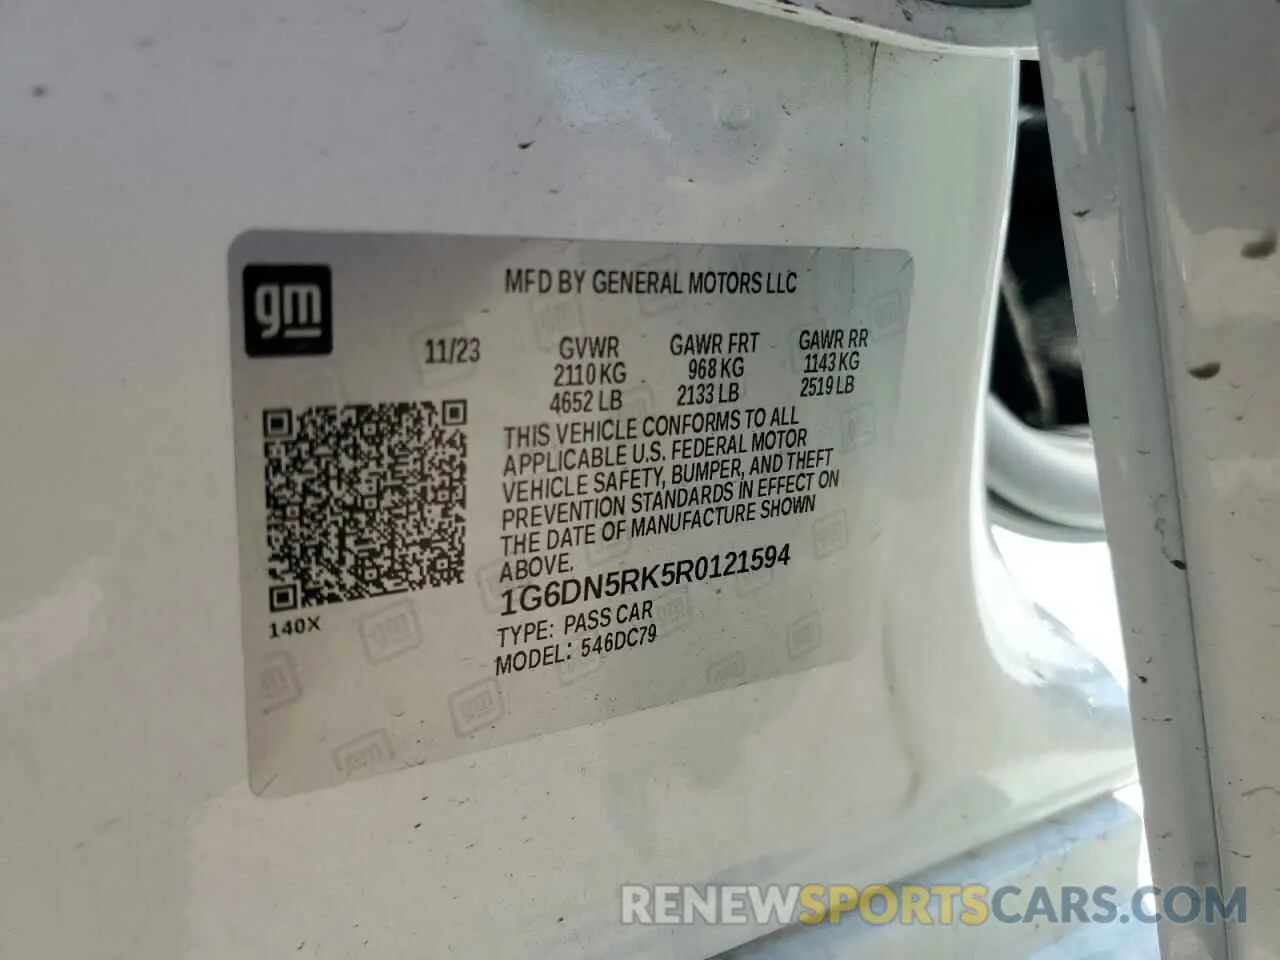 gm
MFD BY GENERAL MOTORS LLC
11/23 GVWR GAWR FRT GAWR RR
2110 KG 968 KG 1143 KG
4652 LB 2133 LB 2519 LB
THIS VEHICLE CONFORMS TO ALL
APPLICABLE U.S. FEDERAL MOTOR
VEHICLE SAFETY, BUMPER, AND THEFT
PREVENTION STANDARDS IN EFFECT ON
THE DATE OF MANUFACTURE SHOWN
ABOVE.
1G6DN5RK5R0121594
140X
TYPE: PASS CAR
MODEL: 546DC79
RENEWSPORTSCARS.COM